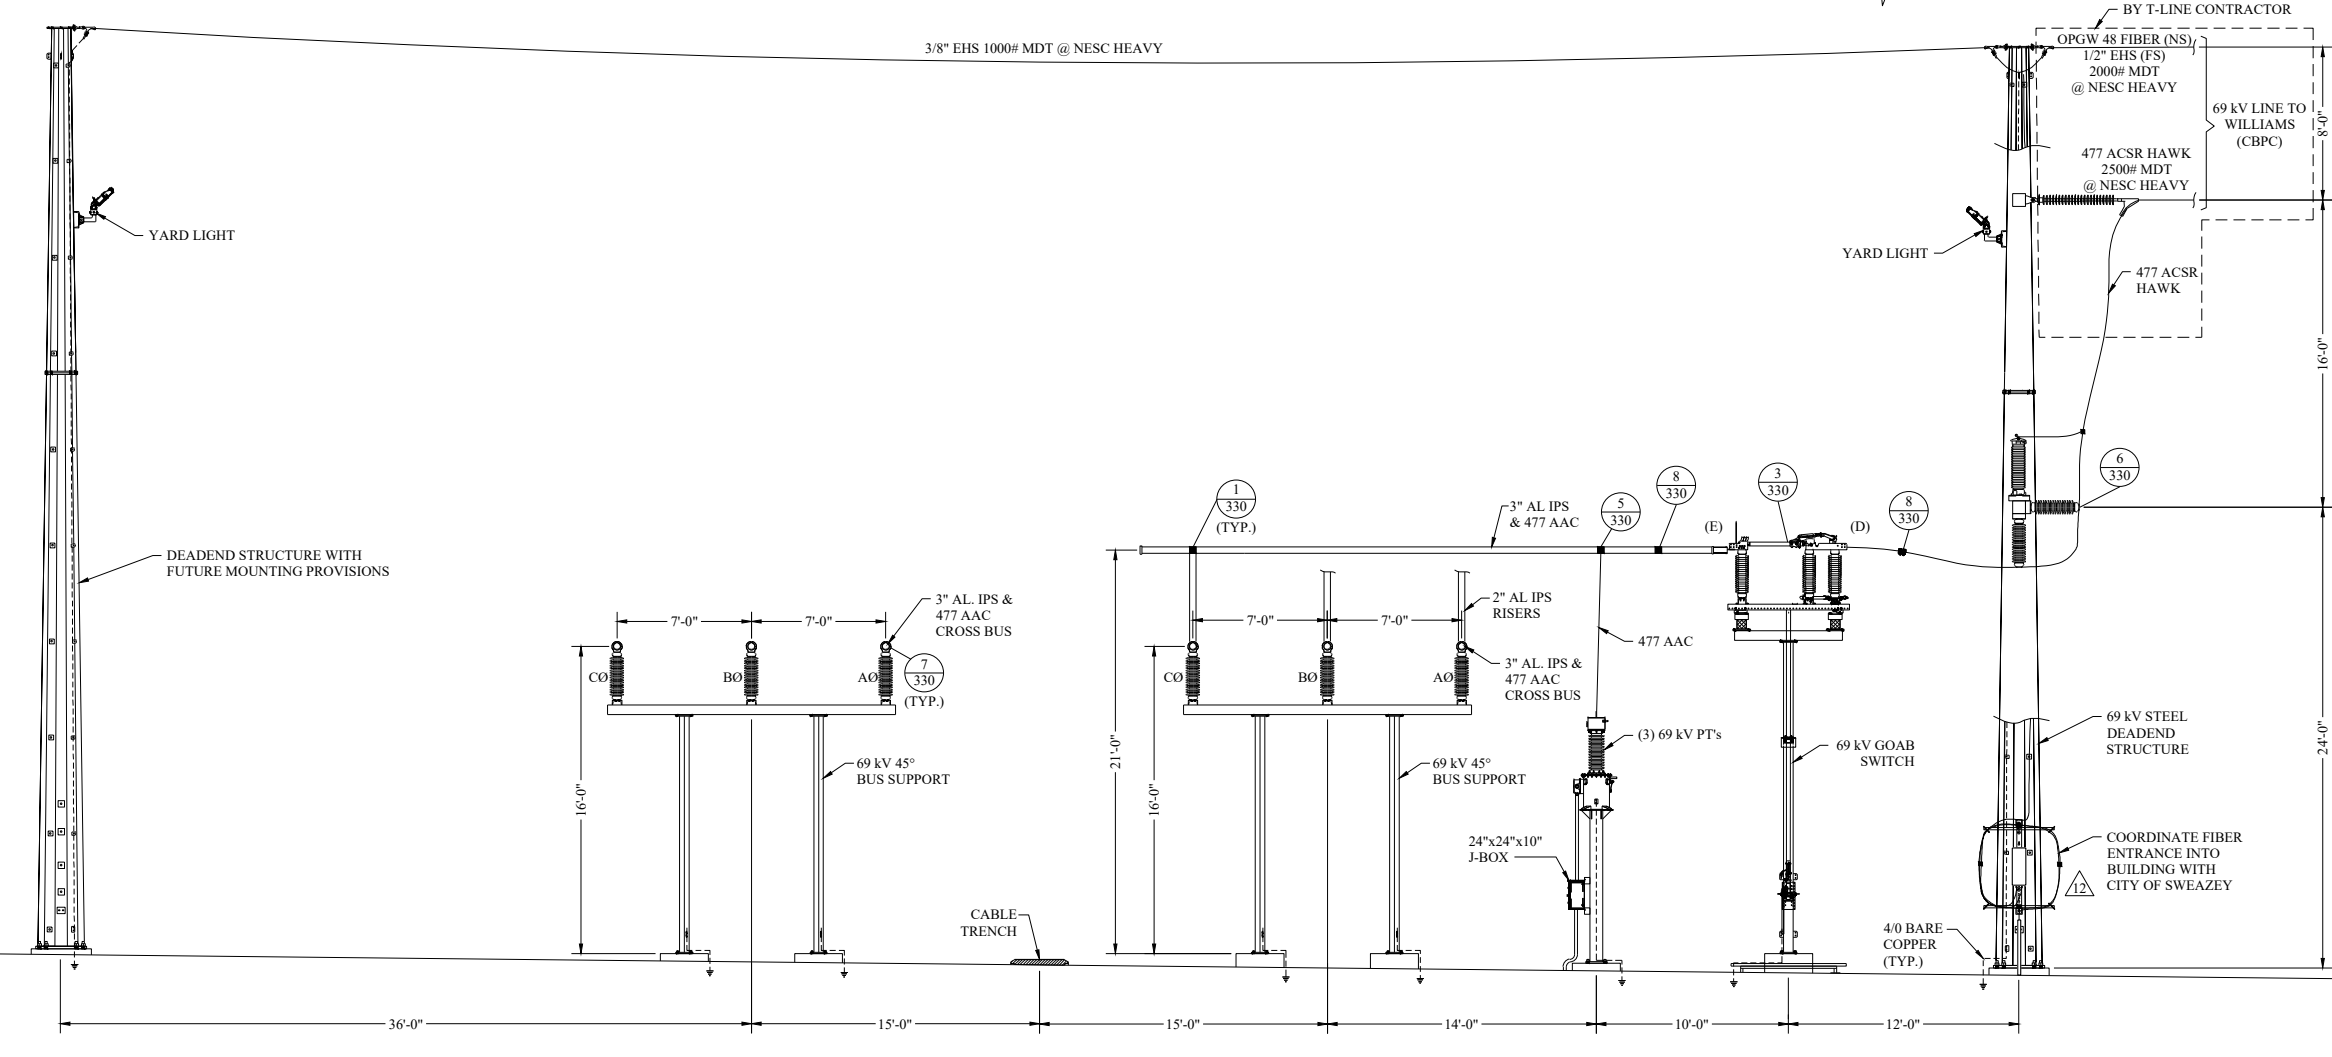 BY T-LINE CONTRACTOR
3/8" EHS 1000# MDT @ NESC HEAVY
OPGW 48 FIBER (NS)
1/2" EHS (FS)
2000# MDT
@ NESC HEAVY
69 kV LINE TO
WILLIAMS
(CBPC)
8'-0"
477 ACSR HAWK
2500# MDT
@ NESC HEAVY
YARD LIGHT
YARD LIGHT
477 ACSR
HAWK
16'-0"
1
330
(TYP.)
3" AL IPS
& 477 AAC
5
330
8
330
3
330
(E)
(D)
8
330
6
330
DEADEND STRUCTURE WITH
FUTURE MOUNTING PROVISIONS
7'-0"
7'-0"
3" AL. IPS &
477 AAC
CROSS BUS
7'-0"
7'-0"
2" AL IPS
RISERS
477 AAC
CØ
BØ
AØ
7
330
(TYP.)
CØ
BØ
AØ
3" AL. IPS &
477 AAC
CROSS BUS
16'-0"
69 kV 45°
BUS SUPPORT
21'-0"
16'-0"
69 kV 45°
BUS SUPPORT
(3) 69 kV PT's
69 kV GOAB
SWITCH
69 kV STEEL
DEADEND
STRUCTURE
24'-0"
24"x24"x10"
J-BOX
COORDINATE FIBER
ENTRANCE INTO
BUILDING WITH
CITY OF SWEAZEY
12
CABLE
TRENCH
4/0 BARE
COPPER
(TYP.)
36'-0"
15'-0"
15'-0"
14'-0"
10'-0"
12'-0"